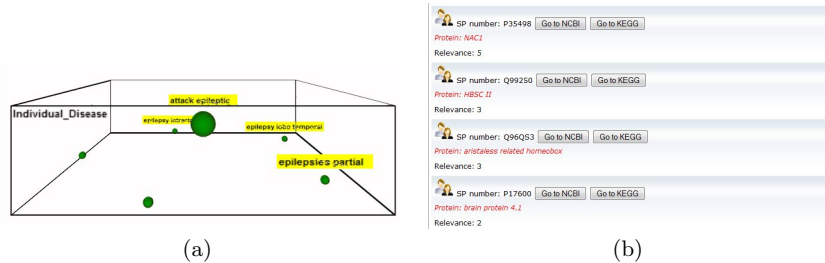 attack epileptic
Individual_Disease
epilepsy lobe temporal
epilepsies partial
(a)
SP number: P35498 Go to NCBI Go to KEGG
Protein: NAC1
Relevance: 5
SP number: Q99250 Go to NCBI Go to KEGG
Protein: HBSC II
Relevance: 3
SP number: Q96QS3 Go to NCBI Go to KEGG
Protein: aristaless related homeobox
Relevance: 3
SP number: P17600 Go to NCBI Go to KEGG
Protein: brain protein 4.1
Relevance: 2
(b)